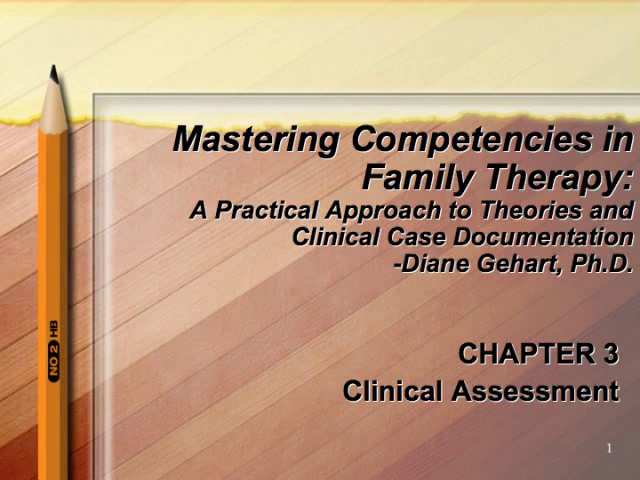 Mastering Competencies in
Family Therapy:
A Practical Approach to Theories and
Clinical Case Documentation
-Diane Gehart, Ph.D.
CHAPTER 3
Clinical Assessment
NO 2 HB
1